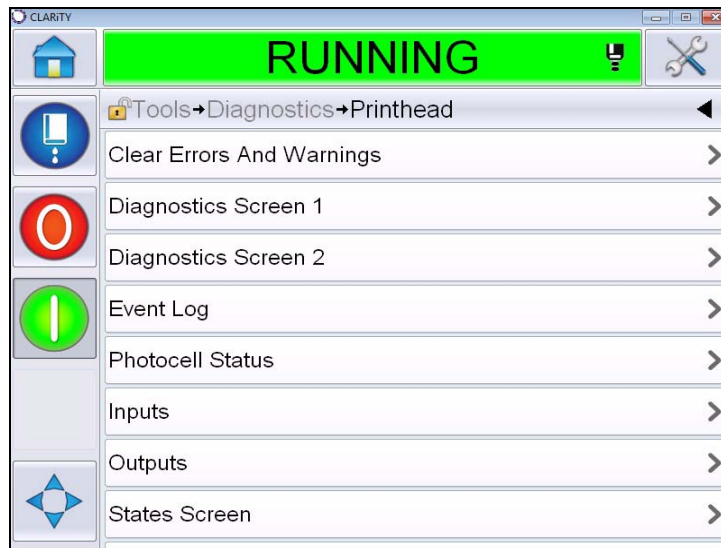 CLARiTY
RUNNING
Tools→Diagnostics→Printhead
Clear Errors And Warnings
Diagnostics Screen 1
Diagnostics Screen 2
Event Log
Photocell Status
Inputs
Outputs
States Screen